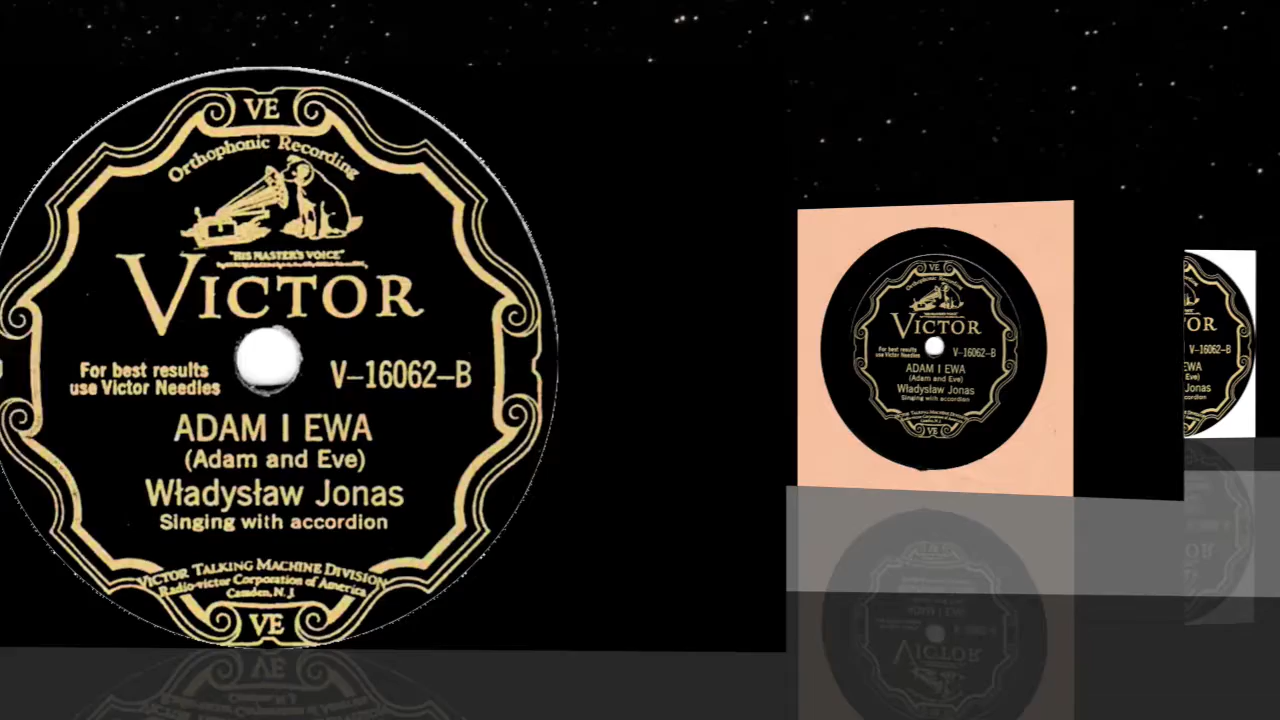 VE
Orthophonic Recording
"HIS MASTER'S VOICE"
VICTOR
For best results
use Victor Needles
V-16062-B
ADAM I EWA
(Adam and Eve)
Władysław Jonas
Singing with accordion
VICTOR TALKING MACHINE DIVISION
Radio-Victor Corporation of America
Camden, N. J.
VE
VE
Orthophonic Recording
VICTOR
For best results
use Victor Needles
V-16062-B
ADAM I EWA
(Adam and Eve)
Władysław Jonas
Singing with accordion
VE
TOR
V-16062-B
EWA
Jonas